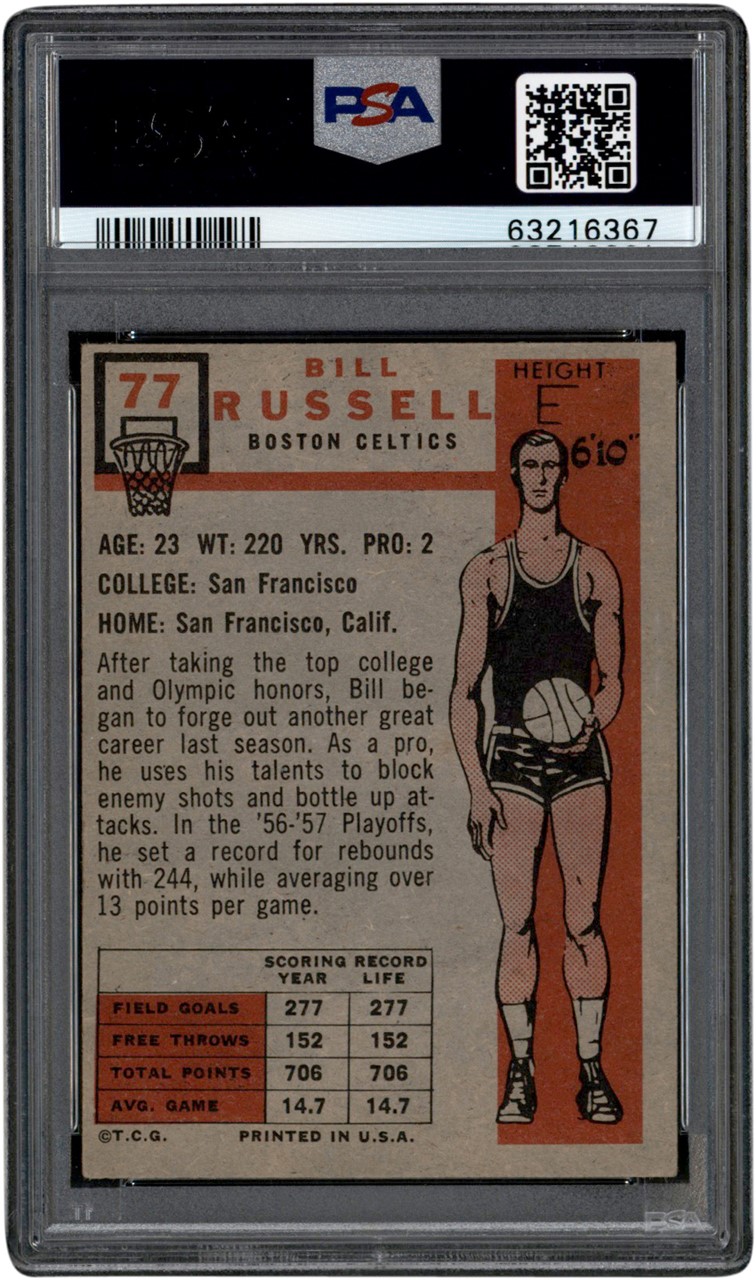 PSA
63216367
77
BILL
RUSSELL
BOSTON CELTICS
HEIGHT
E
6'10"
AGE: 23 WT: 220 YRS. PRO: 2
COLLEGE: San Francisco
HOME: San Francisco, Calif.
After taking the top college
and Olympic honors, Bill be-
gan to forge out another great
career last season. As a pro,
he uses his talents to block
enemy shots and bottle up at-
tacks. In the '56-'57 Playoffs,
he set a record for rebounds
with 244, while averaging over
13 points per game.
SCORING RECORD
YEAR LIFE
FIELD GOALS 277 277
FREE THROWS 152 152
TOTAL POINTS 706 706
AVG. GAME 14.7 14.7
©T.C.G. PRINTED IN U.S.A.
PSA